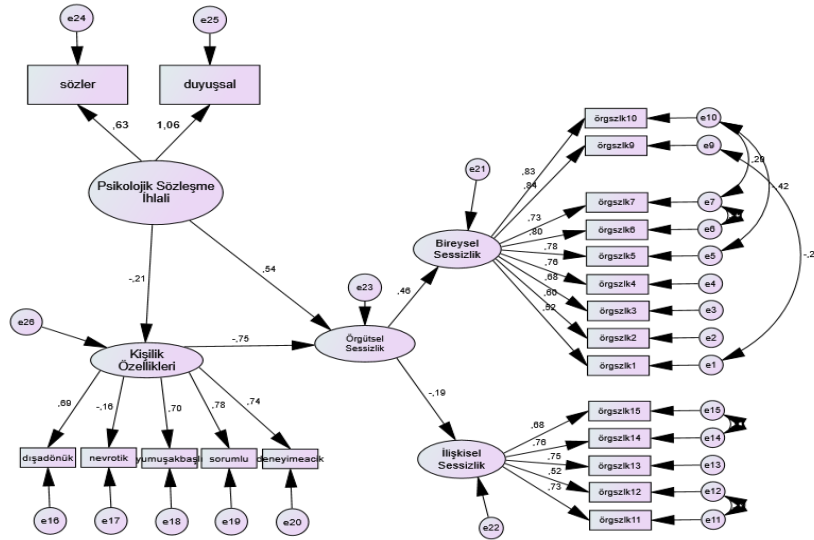 e24
e25
sözler
duyuşsal
,63
1,06
Psikolojik Sözleşme
İhlali
-,21
,54
e26
Kişilik
Özellikleri
-,75
,69
-,16
,70
,78
,74
dışadönük
nevrotik
yumuşakbaşlı
sorumlu
deneyimeacik
e16
e17
e18
e19
e20
e23
Örgütsel
Sessizlik
,46
-,19
e21
Bireysel
Sessizlik
,83
,84
,73
,80
,78
,76
,68
,60
,52
örgszlk10
örgszlk9
örgszlk7
örgszlk6
örgszlk5
örgszlk4
örgszlk3
örgszlk2
örgszlk1
e10
e9
e7
e6
e5
e4
e3
e2
e1
,20
,42
-,2
İlişkisel
Sessizlik
e22
,68
,76
,75
,52
,73
örgszlk15
örgszlk14
örgszlk13
örgszlk12
örgszlk11
e15
e14
e13
e12
e11